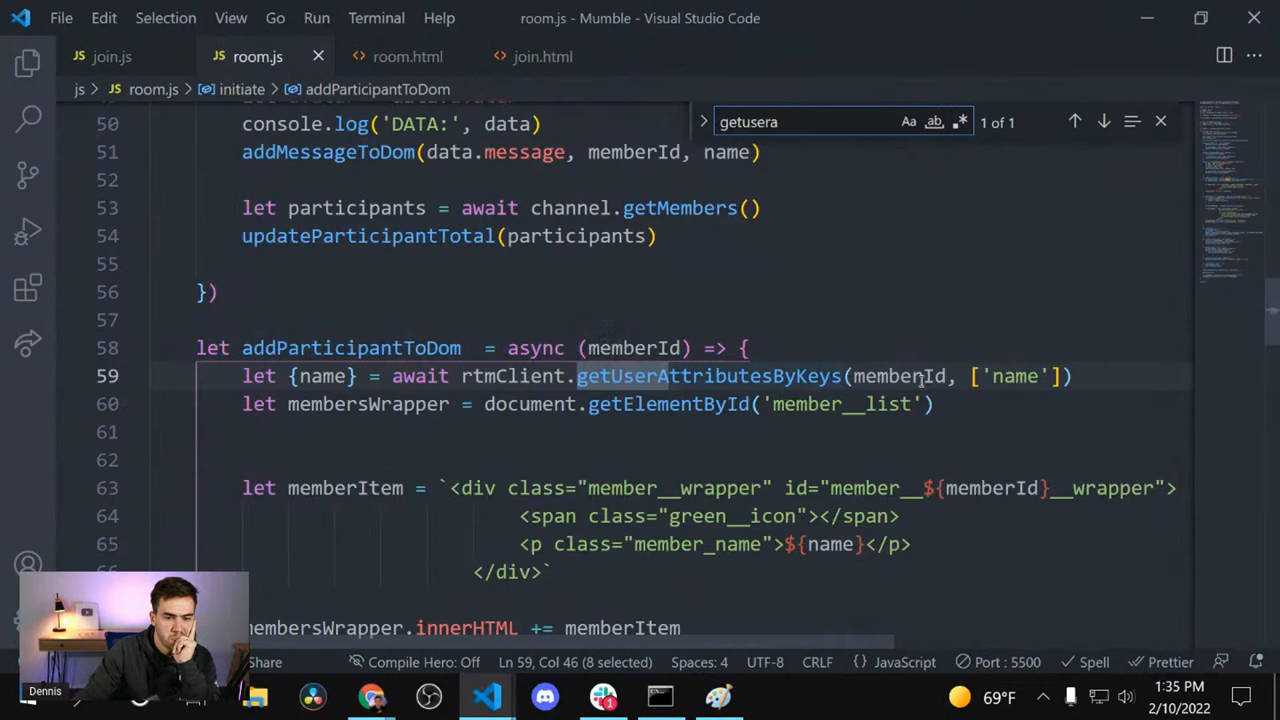 File Edit Selection View Go Run Terminal Help room.js - Mumble - Visual Studio Code
JS join.js JS room.js <> room.html <> join.html
js > JS room.js > initiate > addParticipantToDom
getusera Aa ab 1 of 1
50 console.log('DATA:', data)
51 addMessageToDom(data.message, memberId, name)
52
53 let participants = await channel.getMembers()
54 updateParticipantTotal(participants)
55
56 })
57
58 let addParticipantToDom = async (memberId) => {
59 let {name} = await rtmClient.getUserAttributesByKeys(memberId, ['name'])
60 let membersWrapper = document.getElementById('member__list')
61
62
63 let memberItem = `<div class="member__wrapper" id="member__${memberId}__wrapper">
64 <span class="green__icon"></span>
65 <p class="member_name">${name}</p>
</div>`
membersWrapper.innerHTML += memberItem
Share Compile Hero: Off Ln 59, Col 46 (8 selected) Spaces: 4 UTF-8 CRLF {} JavaScript Port : 5500 Spell Prettier
Dennis
69°F 1:35 PM
2/10/2022